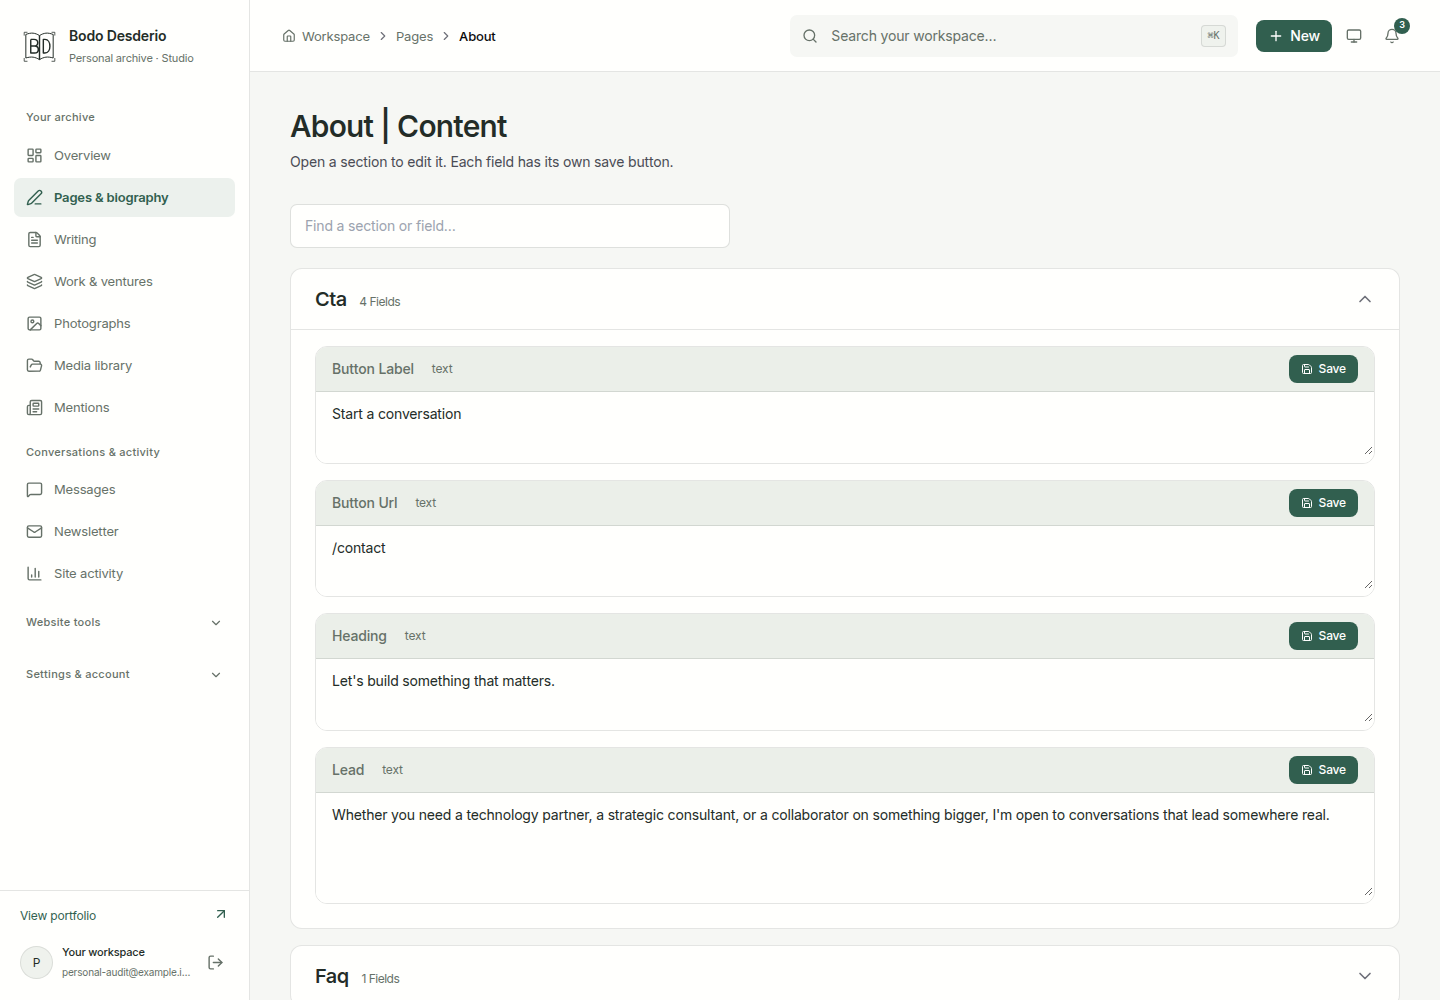 BD
Bodo Desderio
Personal archive · Studio
Your archive
Overview
Pages & biography
Writing
Work & ventures
Photographs
Media library
Mentions
Conversations & activity
Messages
Newsletter
Site activity
Website tools
Settings & account
View portfolio
P
Your workspace
personal-audit@example.i...
Workspace > Pages > About
Search your workspace...
⌘K
New
3
About | Content
Open a section to edit it. Each field has its own save button.
Find a section or field...
Cta 4 Fields
Button Label text Save
Start a conversation
Button Url text Save
/contact
Heading text Save
Let's build something that matters.
Lead text Save
Whether you need a technology partner, a strategic consultant, or a collaborator on something bigger, I'm open to conversations that lead somewhere real.
Faq 1 Fields